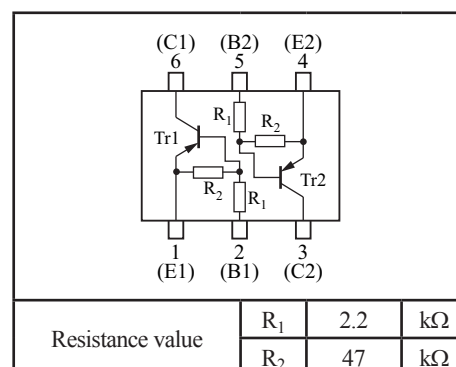 (C1) (B2) (E2)
6 5 4
R1
R2
Tr1
Tr2
R2
R1
1 2 3
(E1) (B1) (C2)
Resistance value R1 2.2 kΩ
R2 47 kΩ